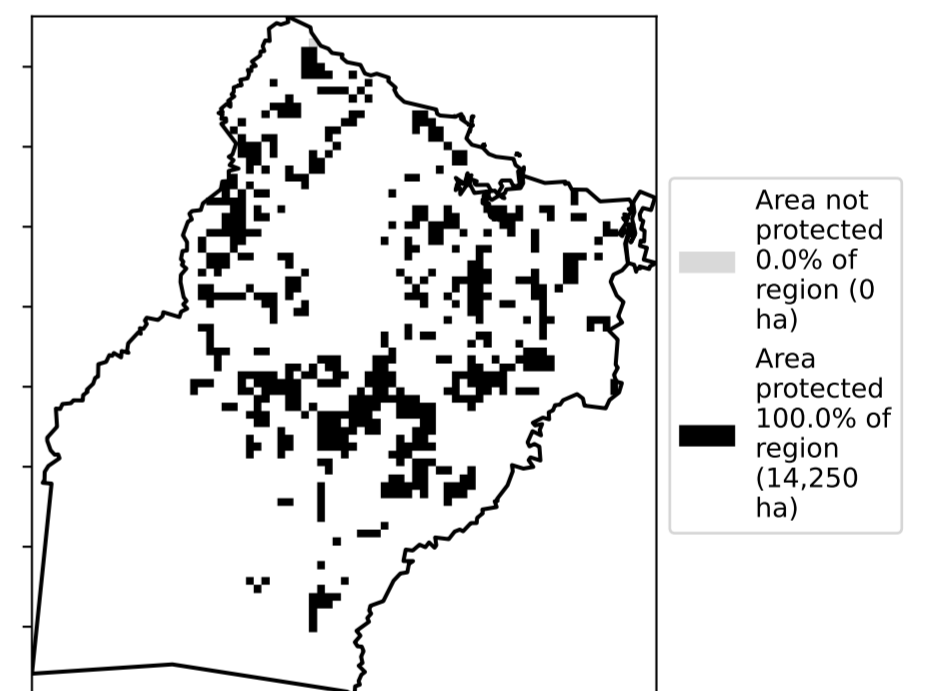 Area not
protected
0.0% of
region (0
ha)
Area
protected
100.0% of
region
(14,250
ha)